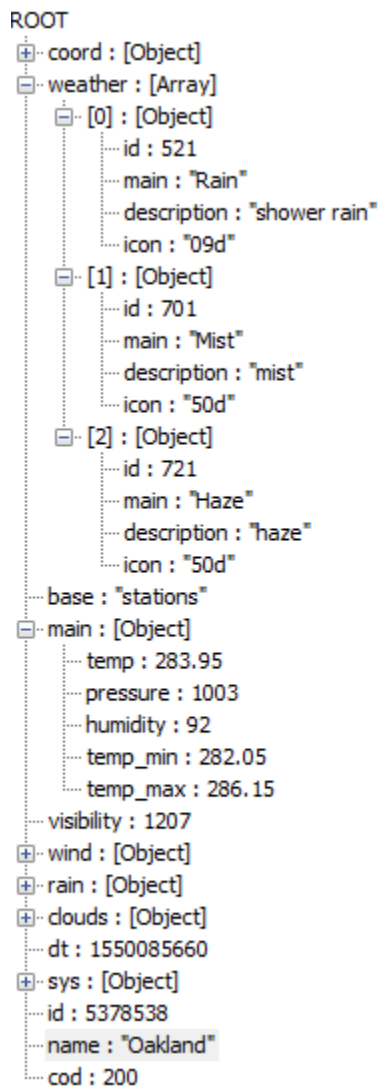 ROOT
coord : [Object]
weather : [Array]
[0] : [Object]
id : 521
main : "Rain"
description : "shower rain"
icon : "09d"
[1] : [Object]
id : 701
main : "Mist"
description : "mist"
icon : "50d"
[2] : [Object]
id : 721
main : "Haze"
description : "haze"
icon : "50d"
base : "stations"
main : [Object]
temp : 283.95
pressure : 1003
humidity : 92
temp_min : 282.05
temp_max : 286.15
visibility : 1207
wind : [Object]
rain : [Object]
clouds : [Object]
dt : 1550085660
sys : [Object]
id : 5378538
name : "Oakland"
cod : 200